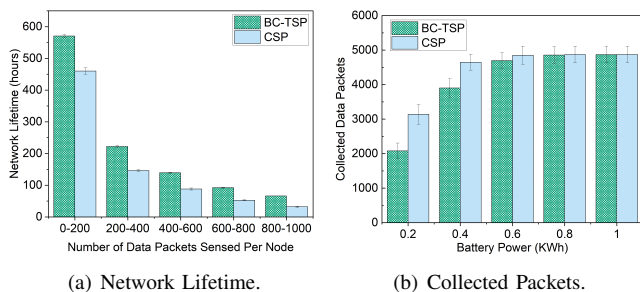 BC-TSP
CSP
600
500
400
300
200
100
0
Network Lifetime (hours)
0-200 200-400 400-600 600-800 800-1000
Number of Data Packets Sensed Per Node
(a) Network Lifetime.
BC-TSP
CSP
6000
5000
4000
3000
2000
1000
0
Collected Data Packets
0.2 0.4 0.6 0.8 1
Battery Power (KWh)
(b) Collected Packets.